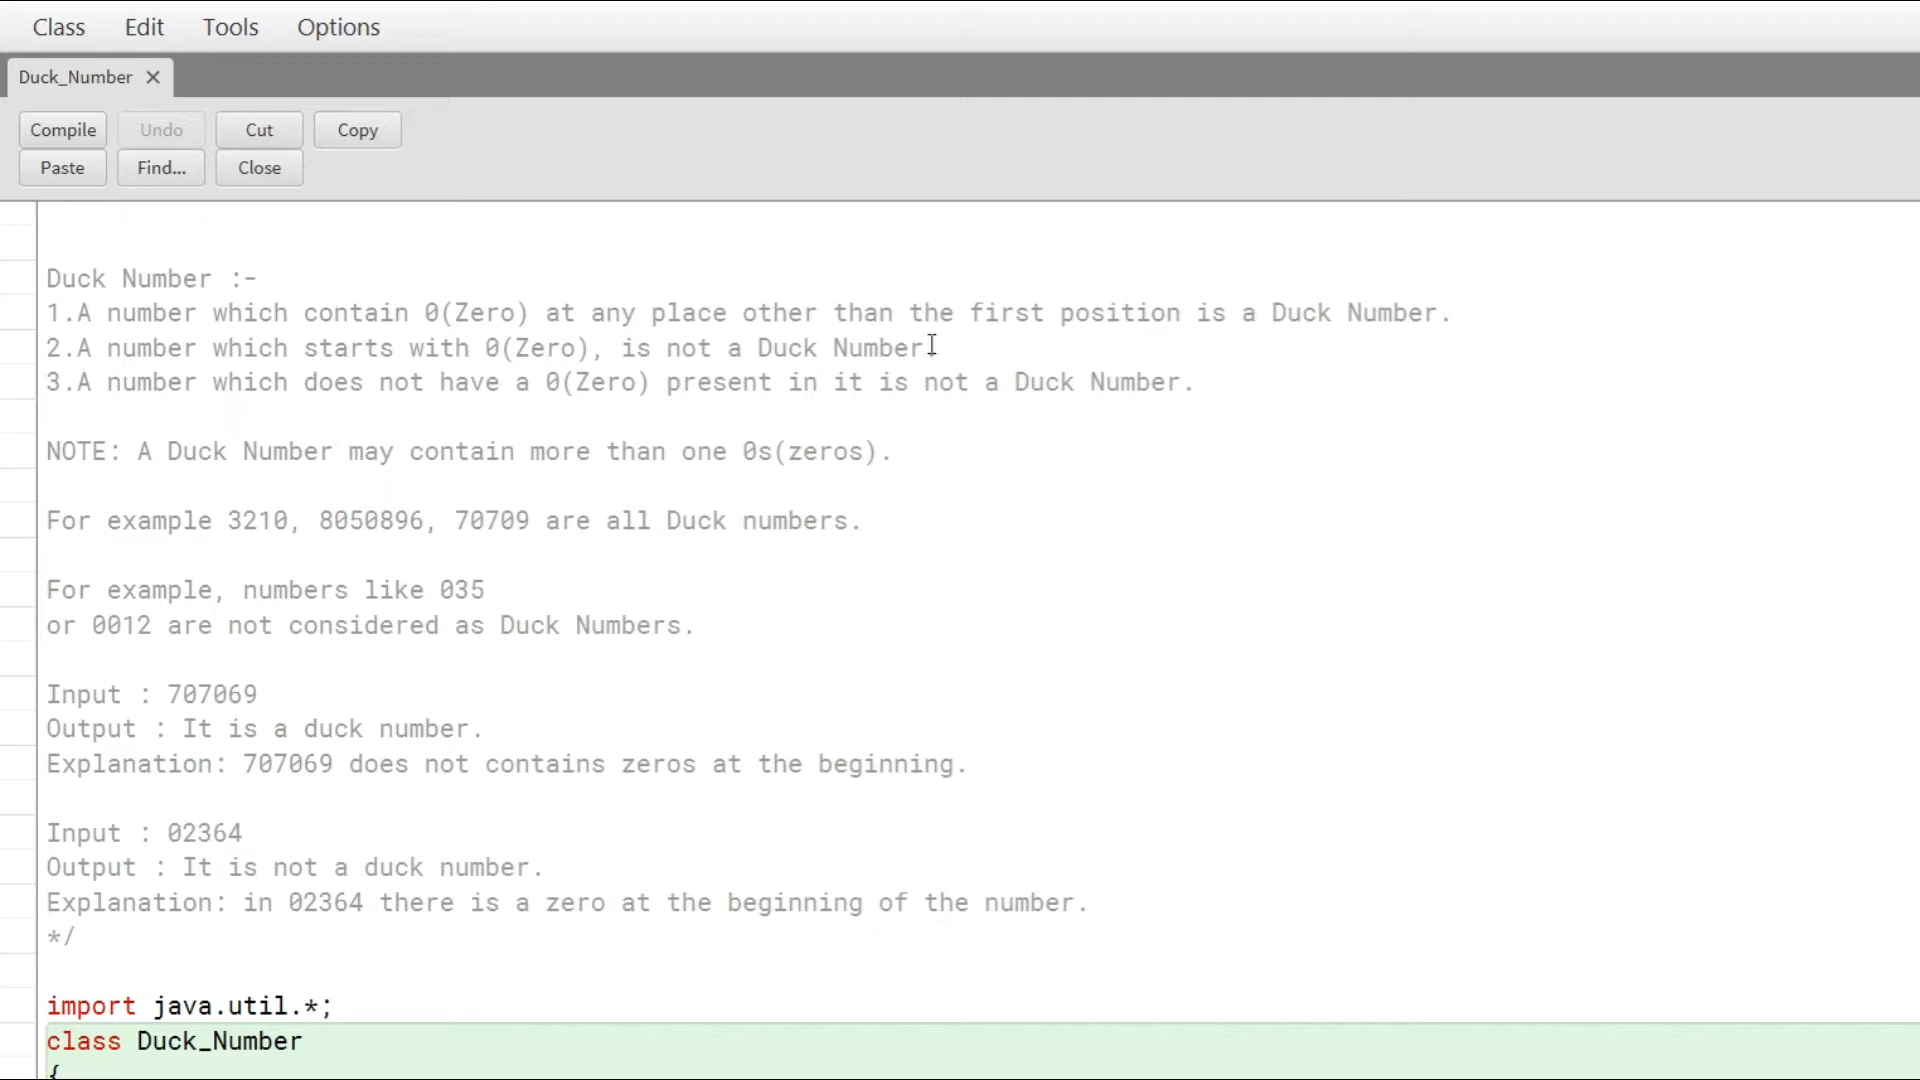 Class Edit Tools Options
Duck_Number ✕
Compile Undo Cut Copy
Paste Find... Close
Duck Number :-
1.A number which contain 0(Zero) at any place other than the first position is a Duck Number.
2.A number which starts with 0(Zero), is not a Duck Number.
3.A number which does not have a 0(Zero) present in it is not a Duck Number.
NOTE: A Duck Number may contain more than one 0s(zeros).
For example 3210, 8050896, 70709 are all Duck numbers.
For example, numbers like 035
or 0012 are not considered as Duck Numbers.
Input : 707069
Output : It is a duck number.
Explanation: 707069 does not contains zeros at the beginning.
Input : 02364
Output : It is not a duck number.
Explanation: in 02364 there is a zero at the beginning of the number.
*/
import java.util.*;
class Duck_Number
{